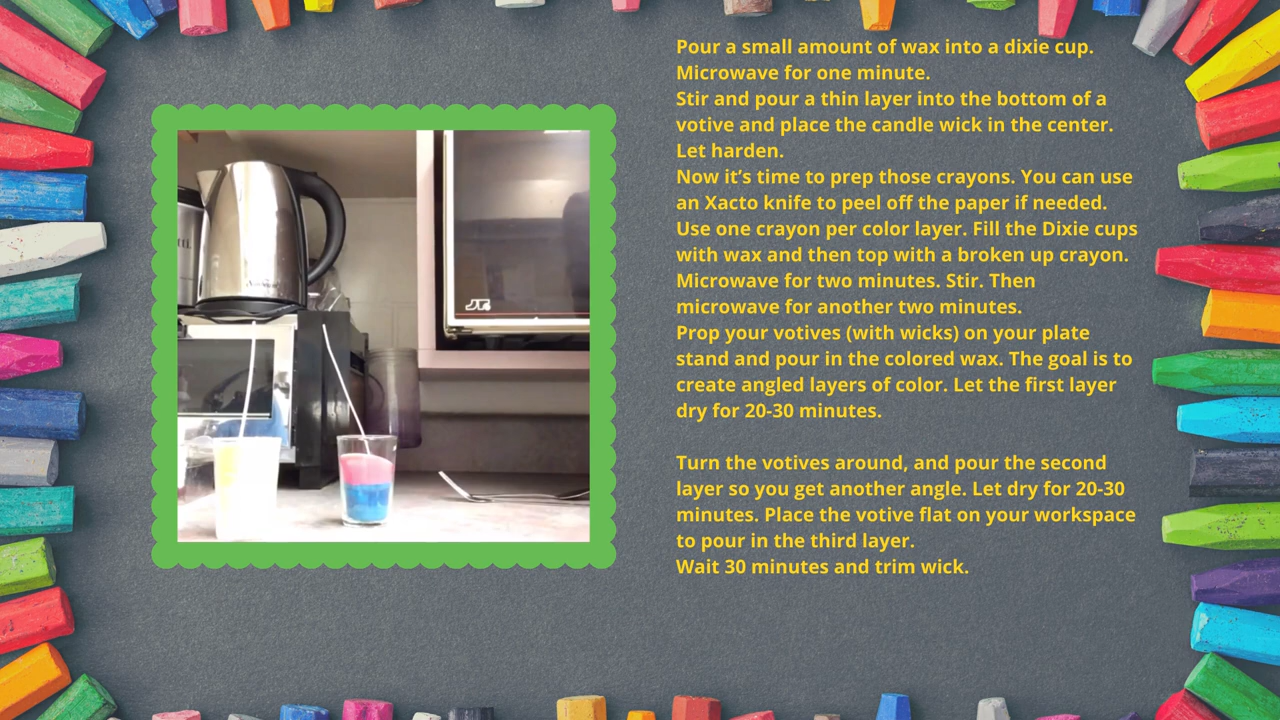 Pour a small amount of wax into a dixie cup.
Microwave for one minute.
Stir and pour a thin layer into the bottom of a
votive and place the candle wick in the center.
Let harden.
Now it’s time to prep those crayons. You can use
an Xacto knife to peel off the paper if needed.
Use one crayon per color layer. Fill the Dixie cups
with wax and then top with a broken up crayon.
Microwave for two minutes. Stir. Then
microwave for another two minutes.
Prop your votives (with wicks) on your plate
stand and pour in the colored wax. The goal is to
create angled layers of color. Let the first layer
dry for 20-30 minutes.
Turn the votives around, and pour the second
layer so you get another angle. Let dry for 20-30
minutes. Place the votive flat on your workspace
to pour in the third layer.
Wait 30 minutes and trim wick.